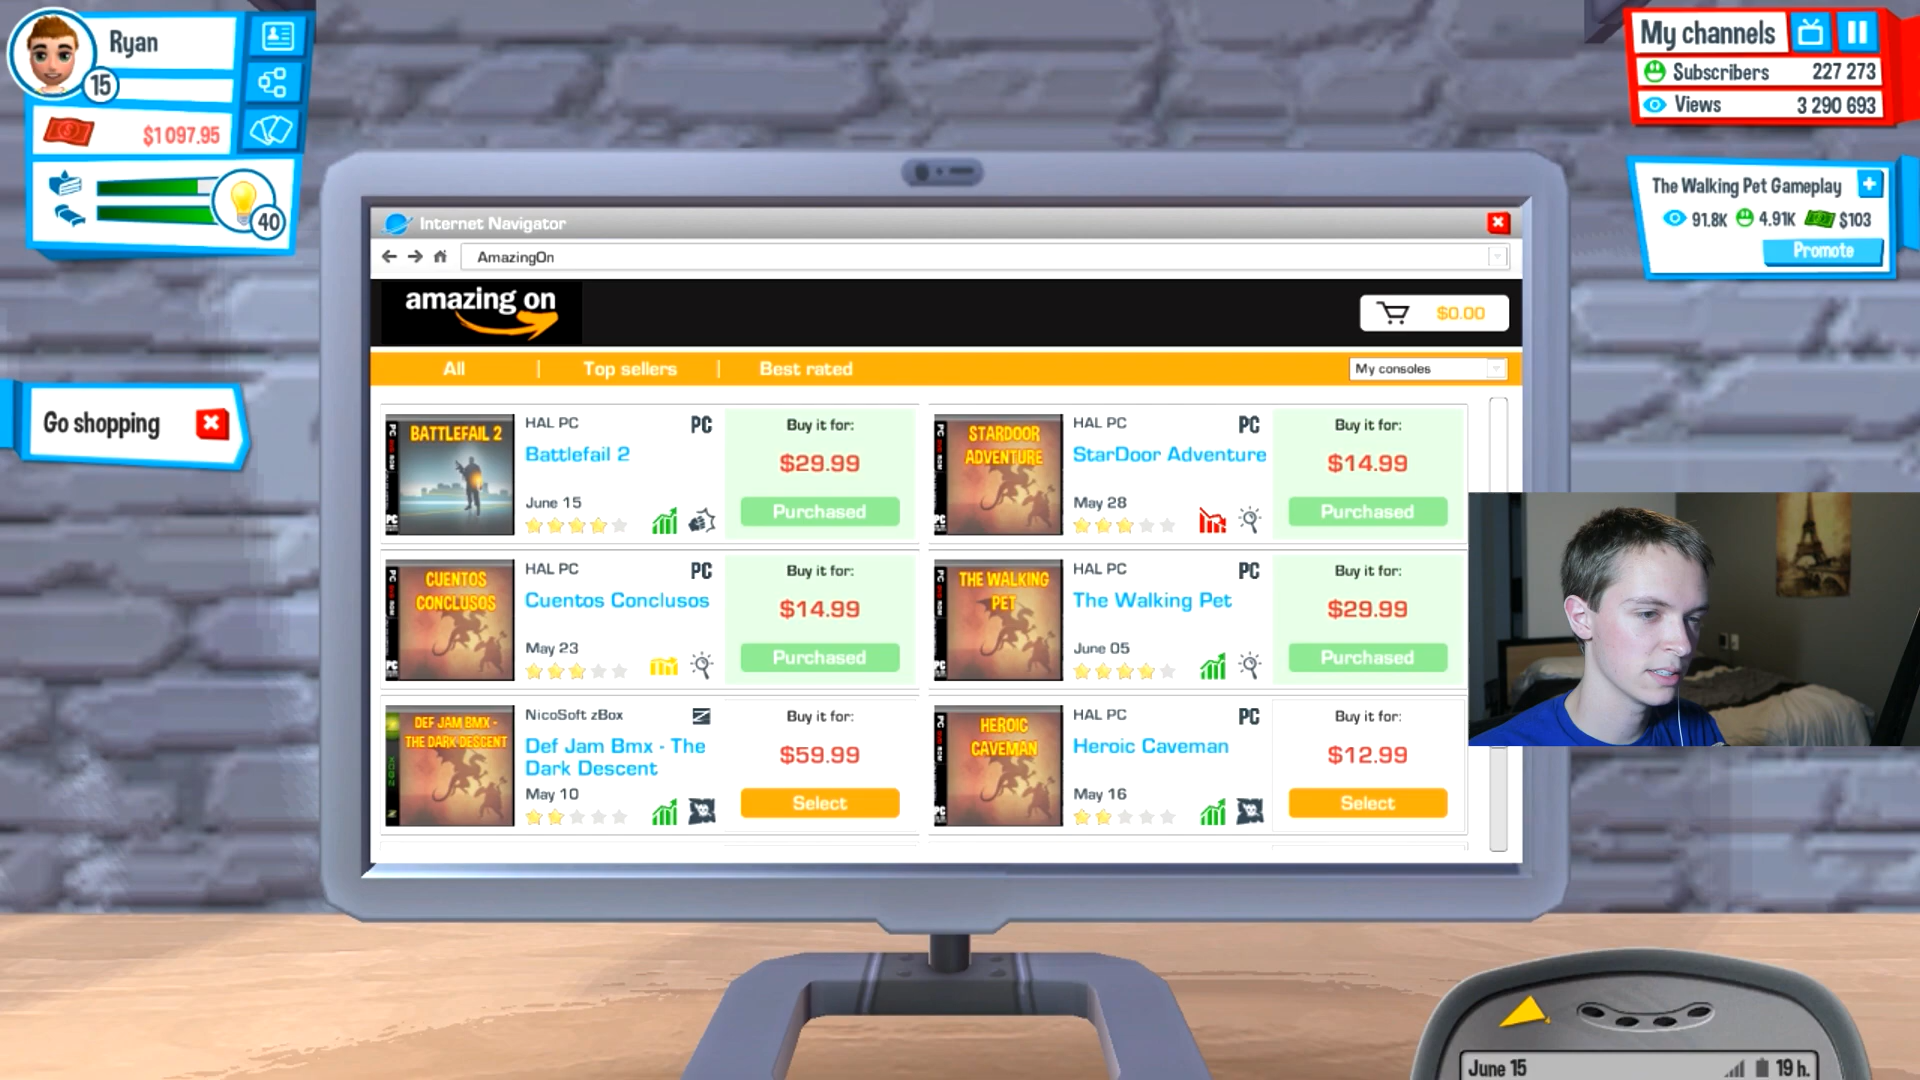 Ryan
15
$1 097.95
40
My channels
Subscribers 227 273
Views 3 290 693
The Walking Pet Gameplay
91.8K 4.91K $103
Promote
Go shopping
Internet Navigator
AmazingOn
amazing on
$0.00
All | Top sellers | Best rated
My consoles
BATTLEFAIL 2
PC
HAL PC
PC
Battlefail 2
June 15
Buy it for:
$29.99
Purchased
STARDOOR
ADVENTURE
PC
HAL PC
PC
StarDoor Adventure
May 28
Buy it for:
$14.99
Purchased
CUENTOS
CONCLUSOS
PC
HAL PC
PC
Cuentos Conclusos
May 23
Buy it for:
$14.99
Purchased
THE WALKING
PET
PC
HAL PC
PC
The Walking Pet
June 05
Buy it for:
$29.99
Purchased
DEF JAM BMX -
THE DARK DESCENT
NicoSoft zBox
Def Jam Bmx - The
Dark Descent
May 10
Buy it for:
$59.99
Select
HEROIC
CAVEMAN
PC
HAL PC
PC
Heroic Caveman
May 16
Buy it for:
$12.99
Select
June 15
19 h.